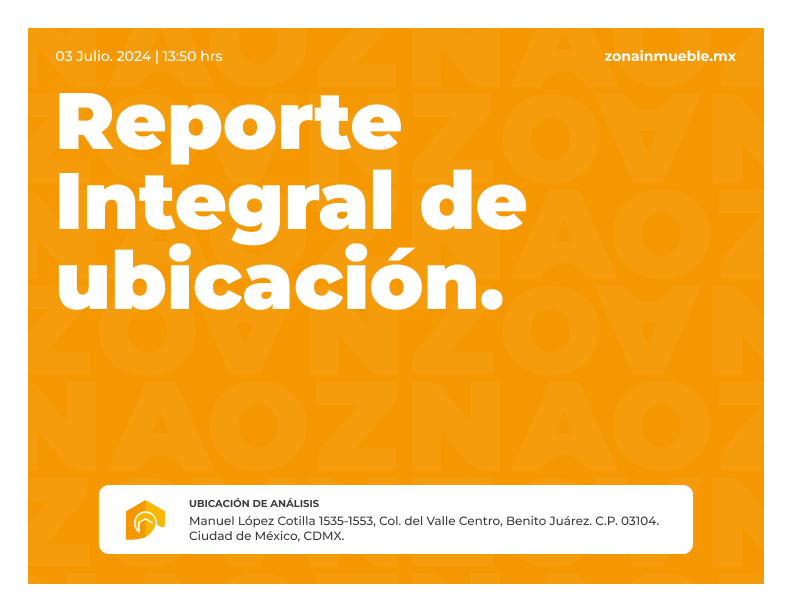 03 Julio. 2024 | 13:50 hrs
zonainmueble.mx
Reporte
Integral de
ubicación.
UBICACIÓN DE ANÁLISIS
Manuel López Cotilla 1535-1553, Col. del Valle Centro, Benito Juárez. C.P. 03104.
Ciudad de México, CDMX.